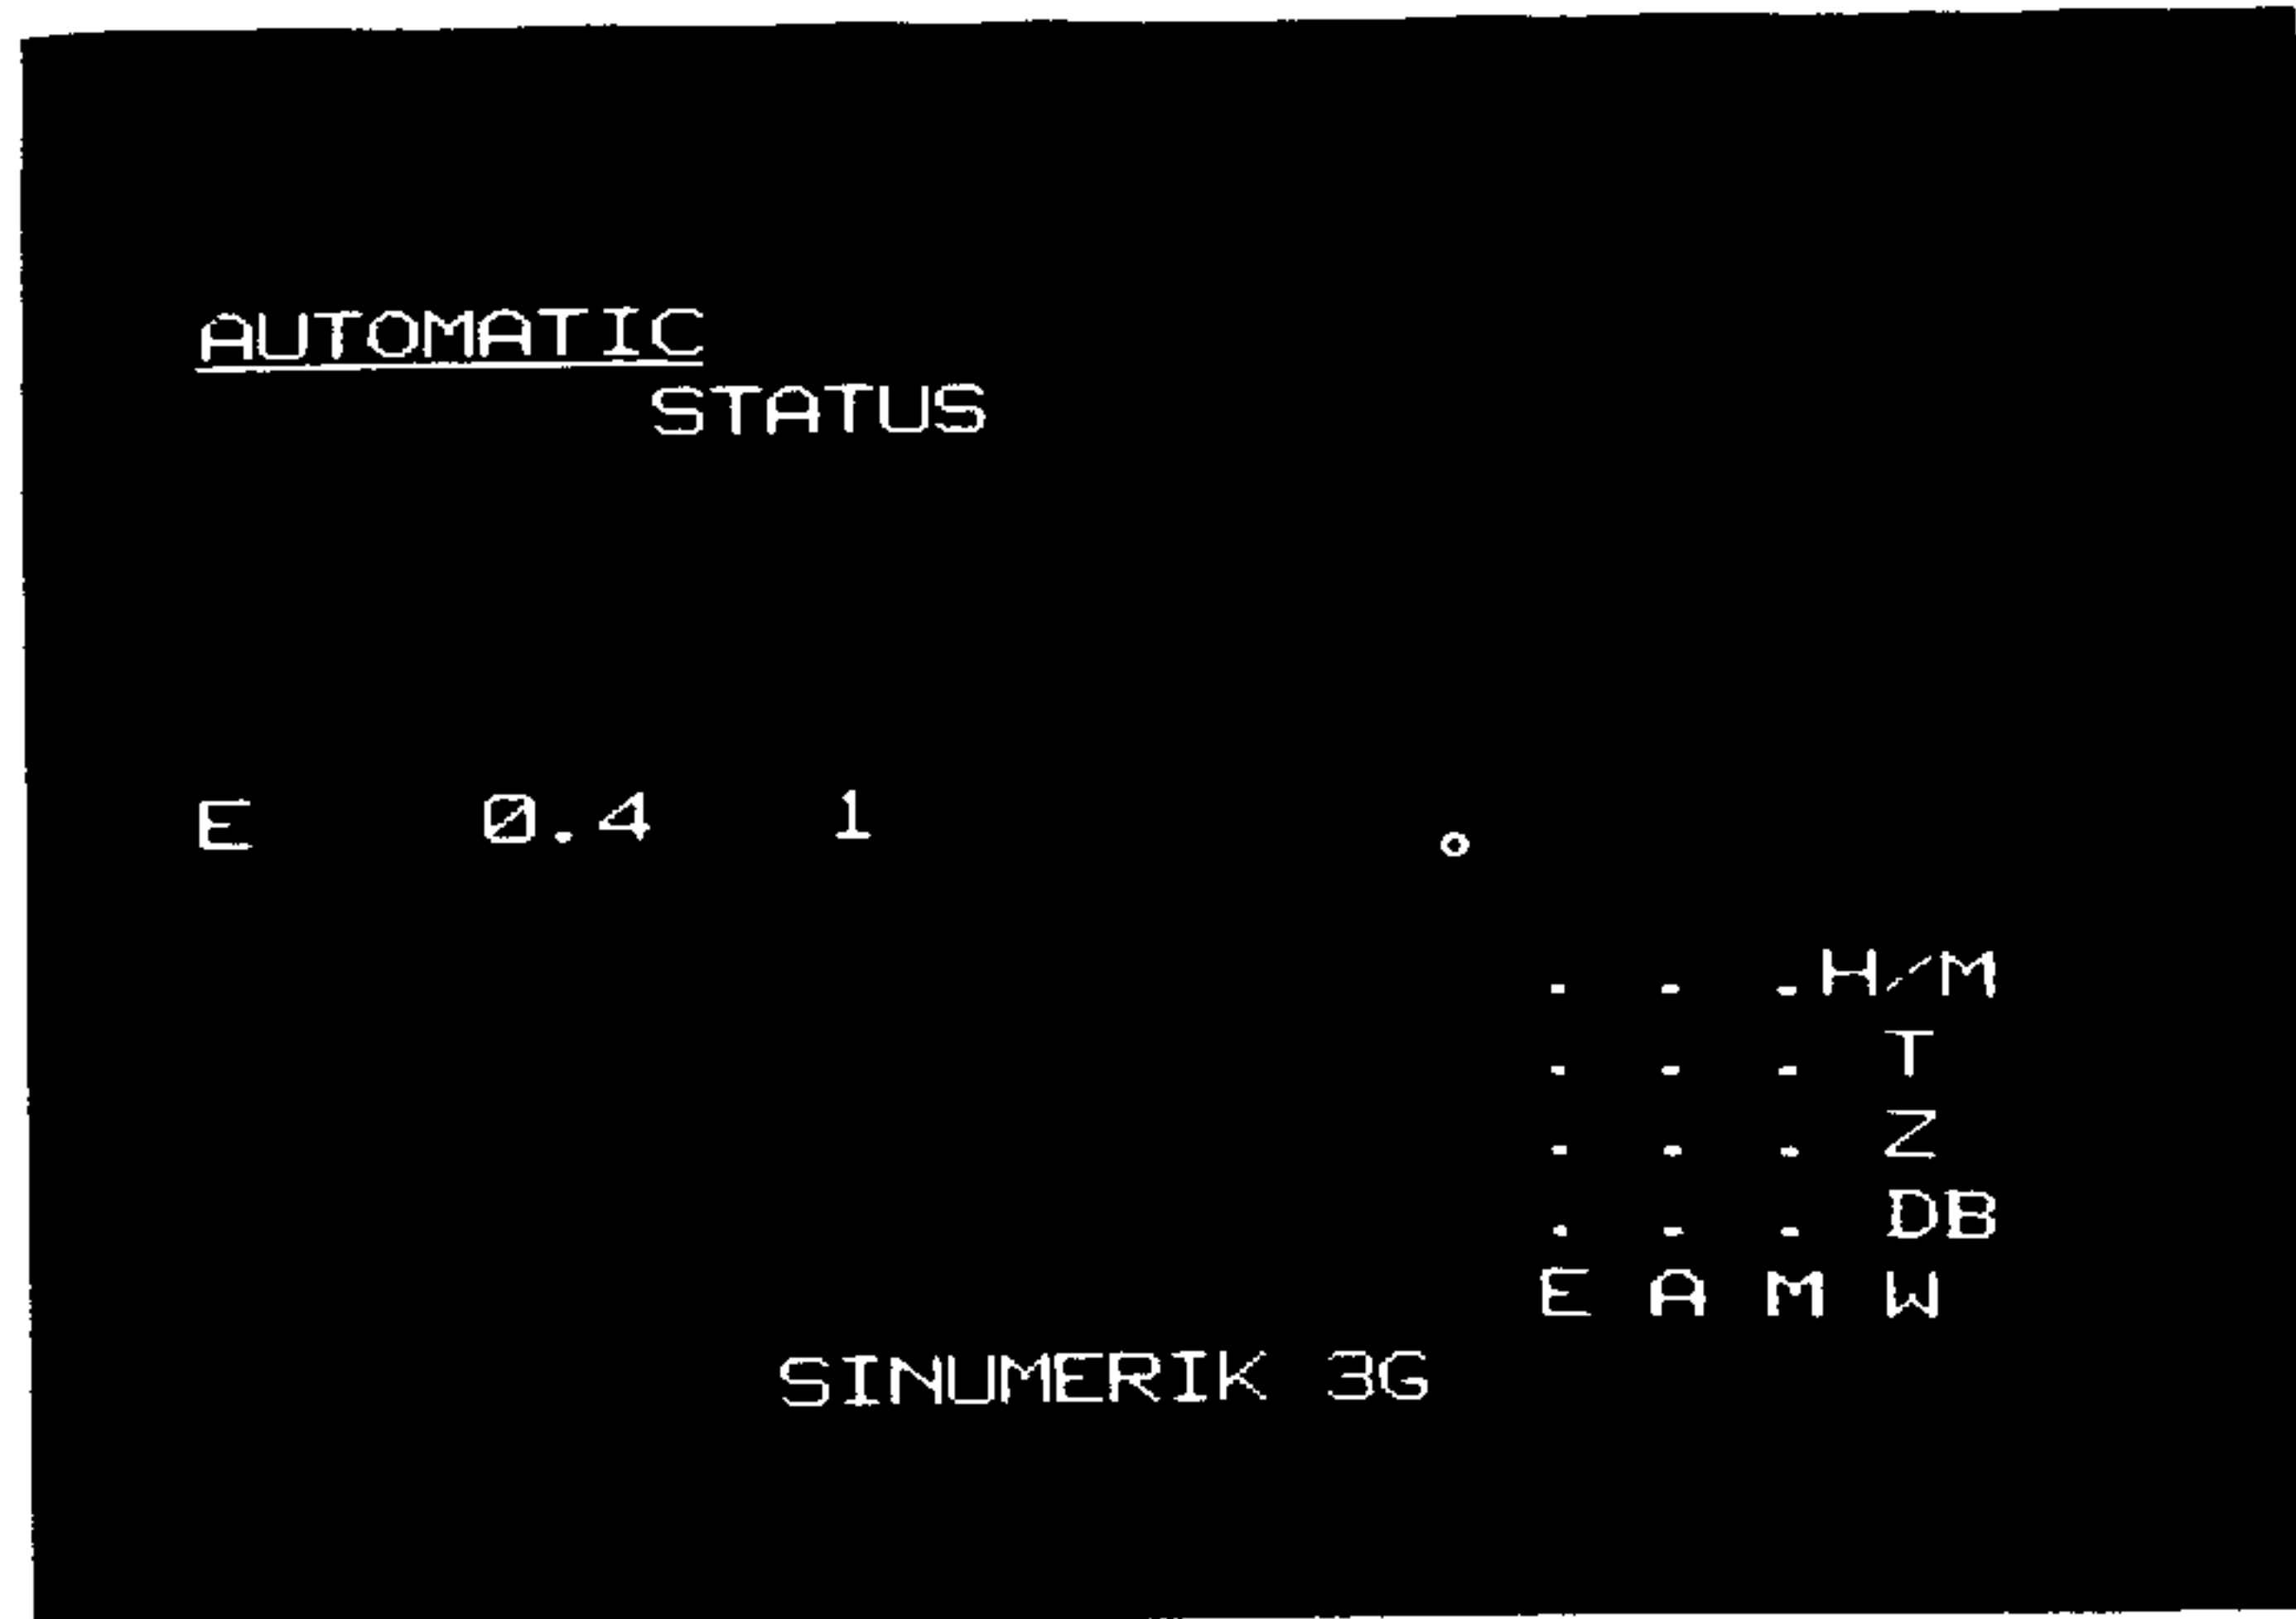 AUTOMATIC
STATUS
E 0.4 1 .
. . . H/M
. . . T
. . . Z
. . . DB
E A M W
SINUMERIK 3G